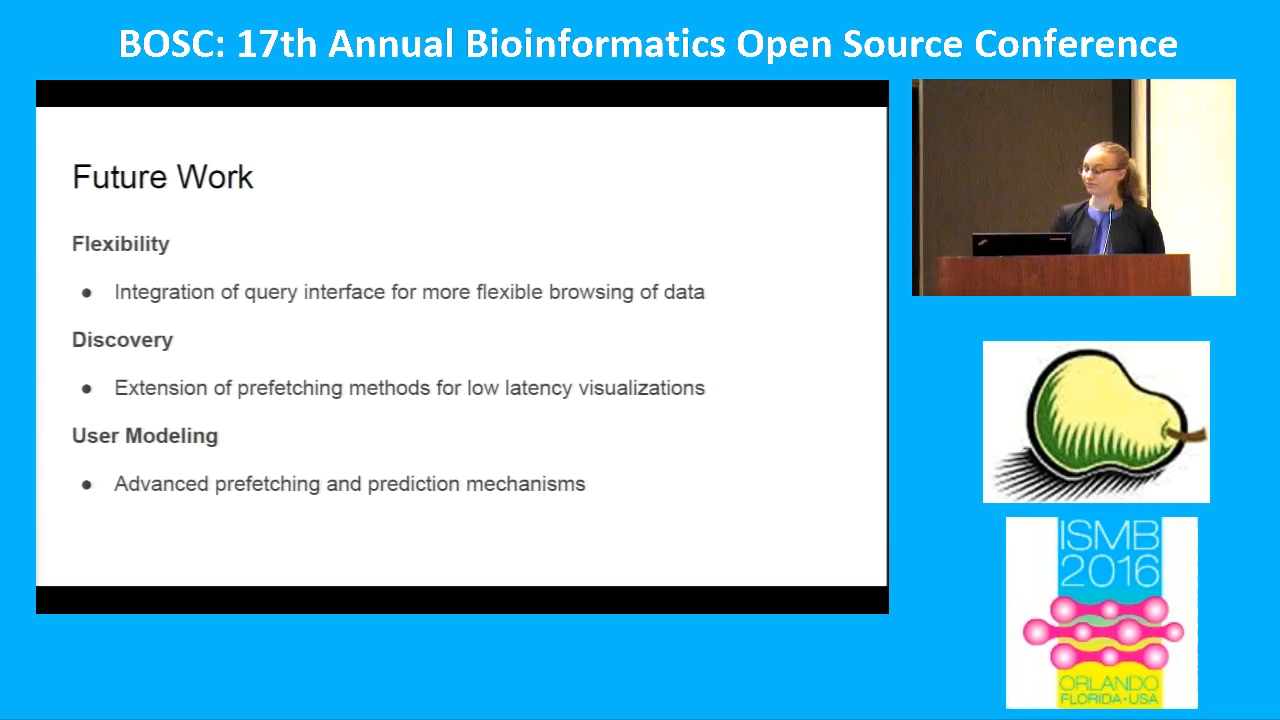 BOSC: 17th Annual Bioinformatics Open Source Conference
Future Work
Flexibility
● Integration of query interface for more flexible browsing of data
Discovery
● Extension of prefetching methods for low latency visualizations
User Modeling
● Advanced prefetching and prediction mechanisms
ISMB
2016
ORLANDO
FLORIDA • USA